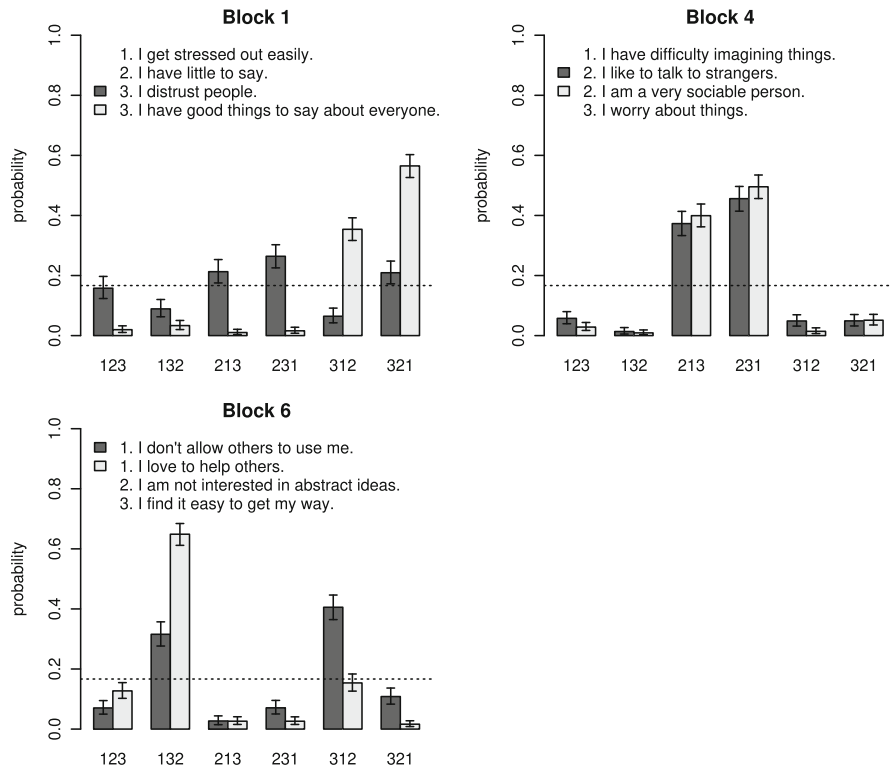 Block 1
1. I get stressed out easily.
2. I have little to say.
3. I distrust people.
3. I have good things to say about everyone.
probability
0.0 0.2 0.4 0.6 0.8 1.0
123 132 213 231 312 321
Block 4
1. I have difficulty imagining things.
2. I like to talk to strangers.
2. I am a very sociable person.
3. I worry about things.
probability
0.0 0.2 0.4 0.6 0.8 1.0
123 132 213 231 312 321
Block 6
1. I don't allow others to use me.
1. I love to help others.
2. I am not interested in abstract ideas.
3. I find it easy to get my way.
probability
0.0 0.2 0.4 0.6 0.8 1.0
123 132 213 231 312 321